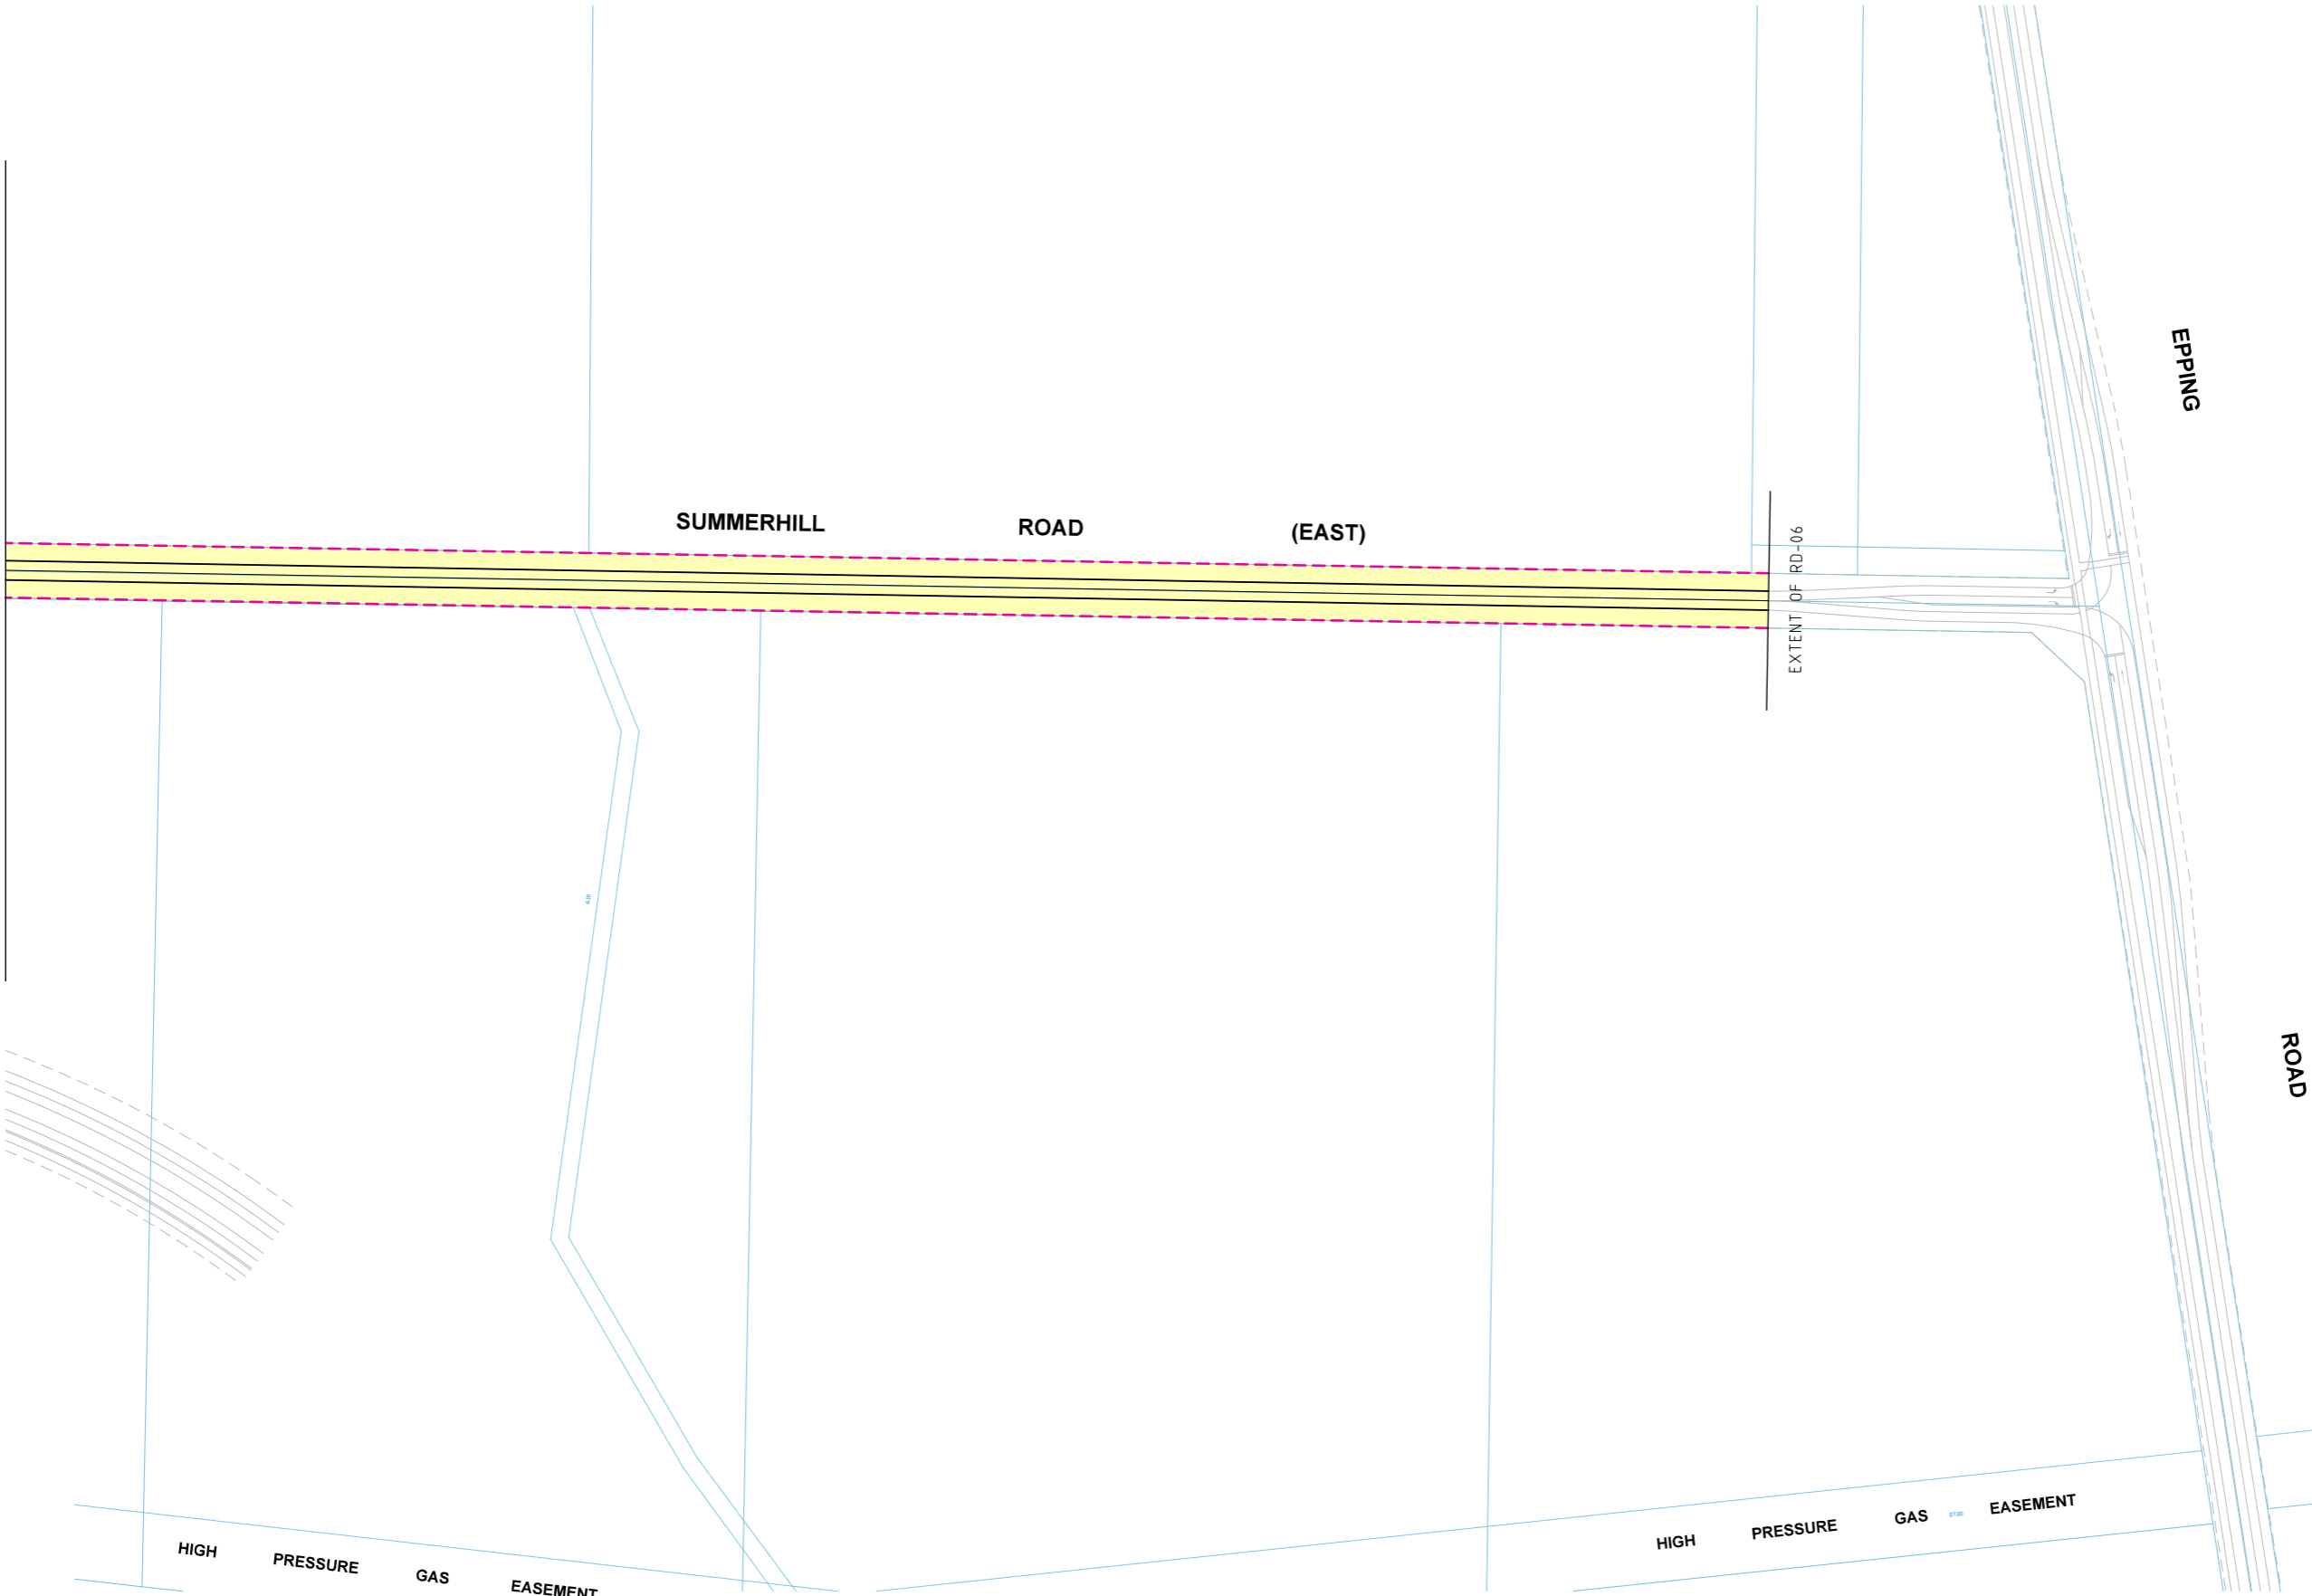 EPPING
SUMMERHILL ROAD (EAST)
EXTENT OF RD-06
ROAD
HIGH PRESSURE GAS EASEMENT
HIGH PRESSURE GAS EASEMENT